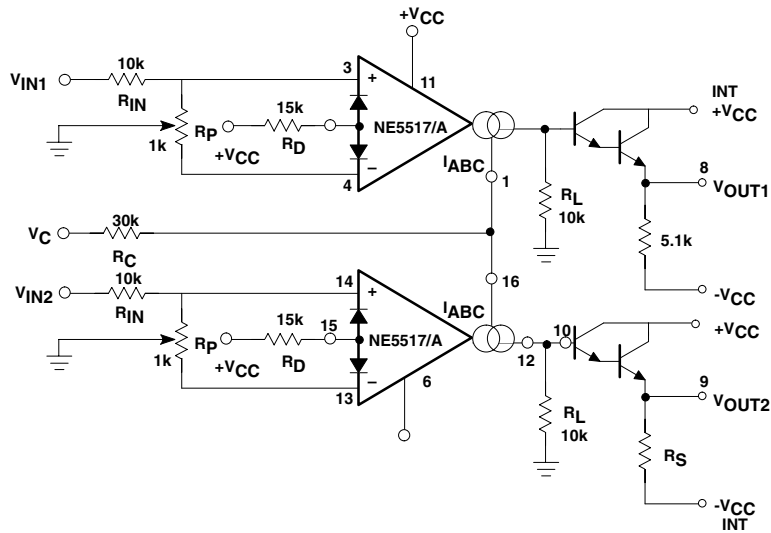 +VCC
VIN1
10k
RIN
3
+
11
INT
+VCC
15k
RP
RD
NE5517/A
1k
+VCC
IABC
8
VOUT1
−
4
1
RL
10k
5.1k
VC
30k
RC
-VCC
VIN2
10k
RIN
14
+
16
IABC
+VCC
15k
15
RP
RD
NE5517/A
10
1k
+VCC
12
9
VOUT2
−
13
6
RL
10k
RS
-VCC
INT